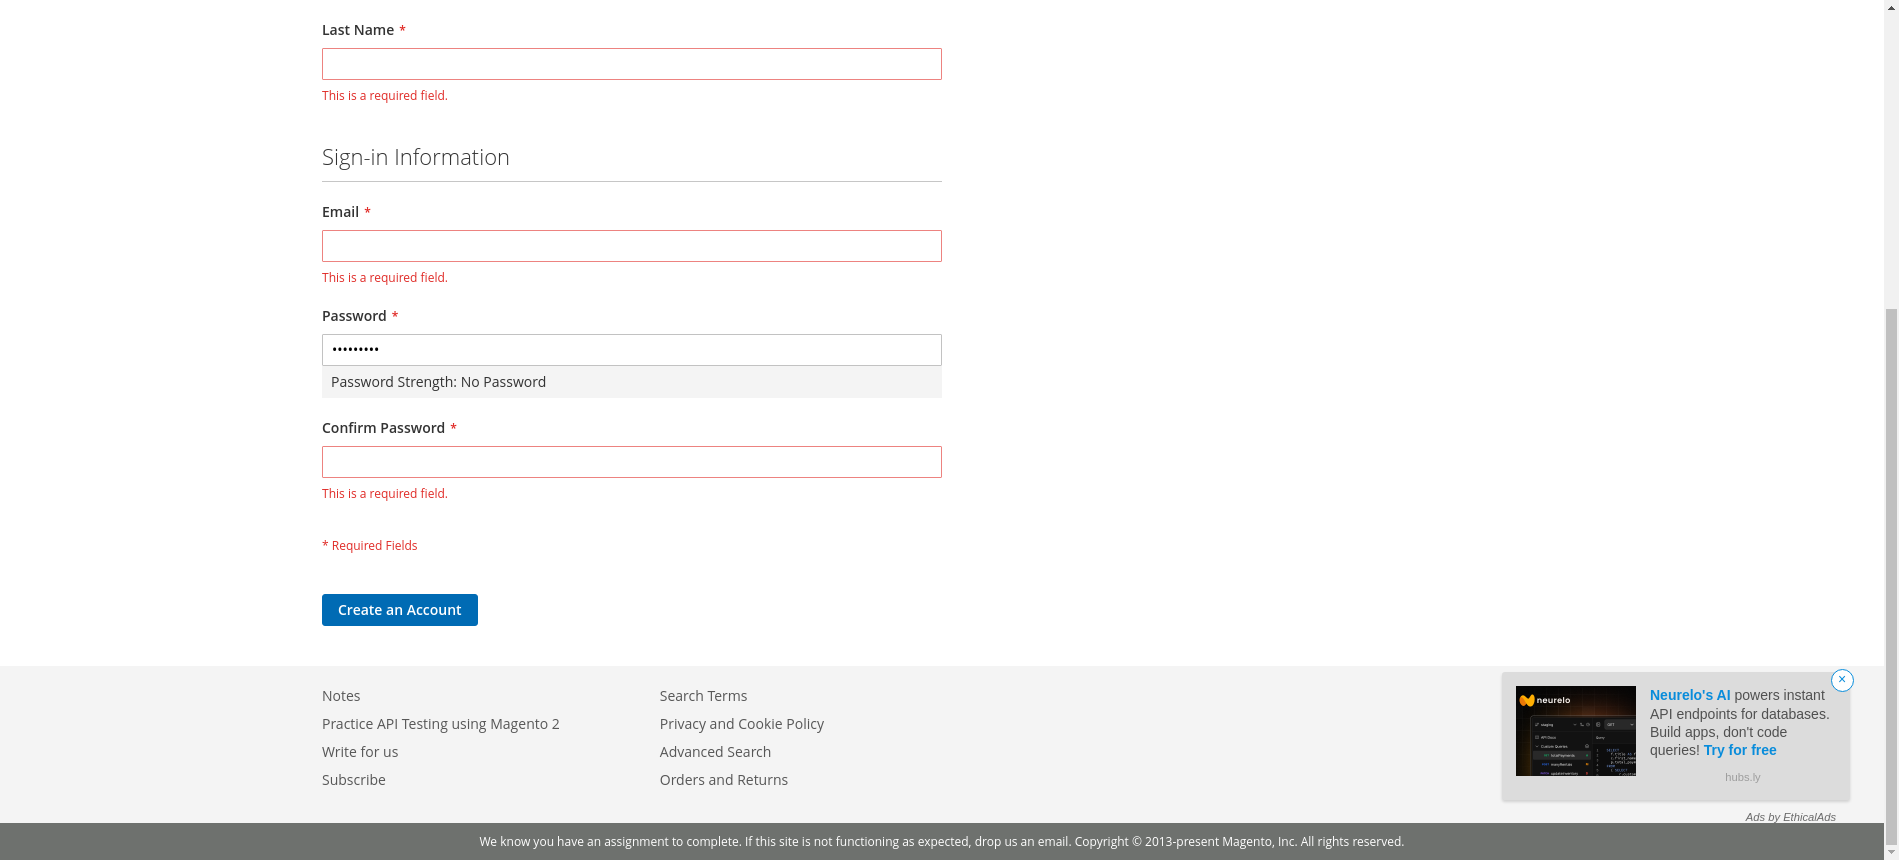 Last Name *
This is a required field.
Sign-in Information
Email *
This is a required field.
Password *
•••••••••
Password Strength: No Password
Confirm Password *
This is a required field.
* Required Fields
Create an Account
Notes
Practice API Testing using Magento 2
Write for us
Subscribe
Search Terms
Privacy and Cookie Policy
Advanced Search
Orders and Returns
neurelo
Neurelo's AI powers instant
API endpoints for databases.
Build apps, don't code
queries! Try for free
hubs.ly
Ads by EthicalAds
We know you have an assignment to complete. If this site is not functioning as expected, drop us an email. Copyright © 2013-present Magento, Inc. All rights reserved.